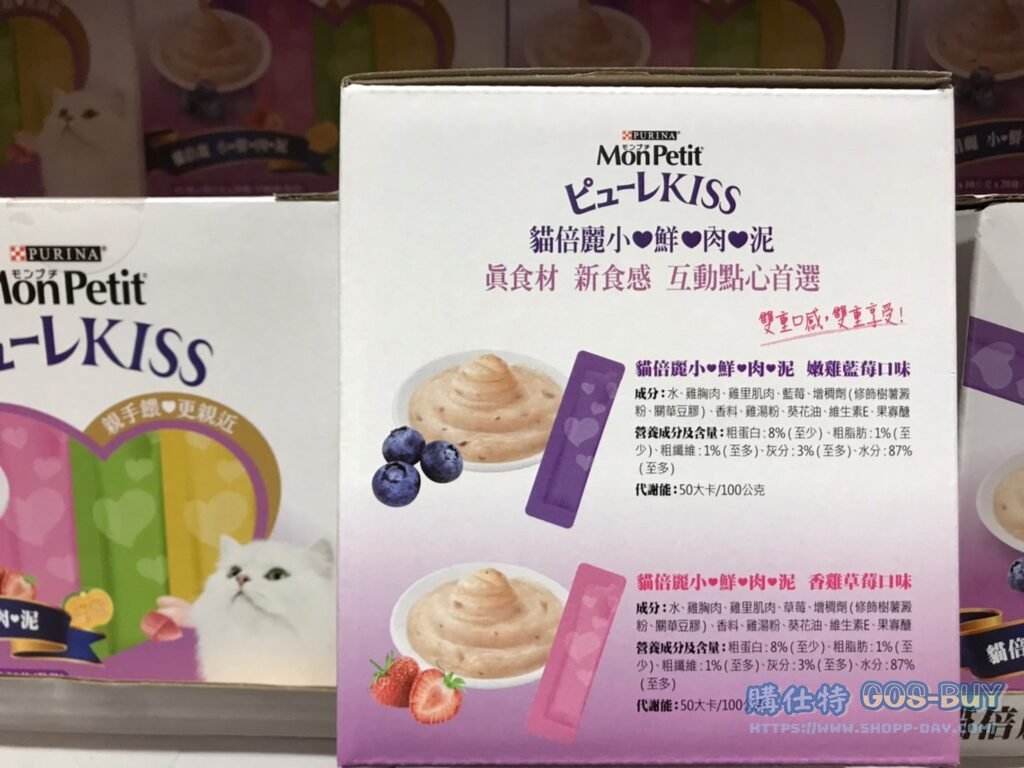 PURINA
モンプチ
MonPetit
ピューレKISS
貓倍麗小♥鮮♥肉♥泥
眞食材 新食感 互動點心首選
雙重口感,雙重享受!
貓倍麗小♥鮮♥肉♥泥 嫩雞藍莓口味
成分:水、雞胸肉、雞里肌肉、藍莓、增稠劑(修飾樹薯澱
粉、關華豆膠)、香料、雞湯粉、葵花油、維生素E、果寡醣
營養成分及含量:粗蛋白:8%(至少)、粗脂肪:1%(至
少)、粗纖維:1%(至多)、灰分:3%(至多)、水分:87%
(至多)
代謝能:50大卡/100公克
貓倍麗小♥鮮♥肉♥泥 香雞草莓口味
成分:水、雞胸肉、雞里肌肉、草莓、增稠劑(修飾樹薯澱
粉、關華豆膠)、香料、雞湯粉、葵花油、維生素E、果寡醣
營養成分及含量:粗蛋白:8%(至少)、粗脂肪:1%(至
少)、粗纖維:1%(至多)、灰分:3%(至多)、水分:87%
(至多)
代謝能:50大卡/100
PURINA
モンプチ
MonPetit
ューレKISS
親手餵♥更親近
肉♥泥
貓倍
購仕特 GOS-BUY
HTTPS://WWW.SHOPP-DAY.COM/